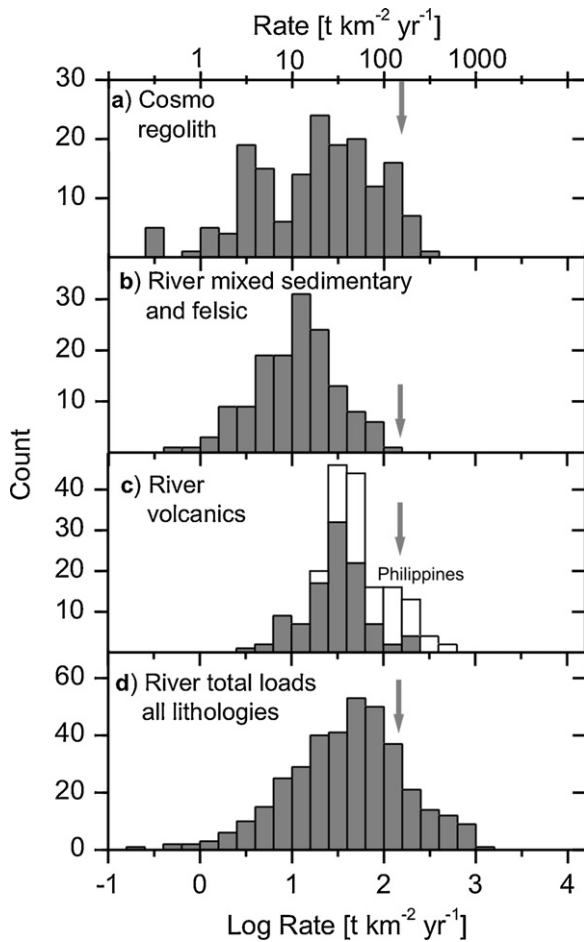 Rate [t km-2 yr-1]
1 10 100 1000
30
a) Cosmo
regolith
20
10
b) River mixed sedimentary
and felsic
30
20
10
Count
c) River
volcanics
40
30
Philippines
20
10
60
d) River total loads
all lithologies
40
20
0
-1 0 1 2 3 4
Log Rate [t km-2 yr-1]